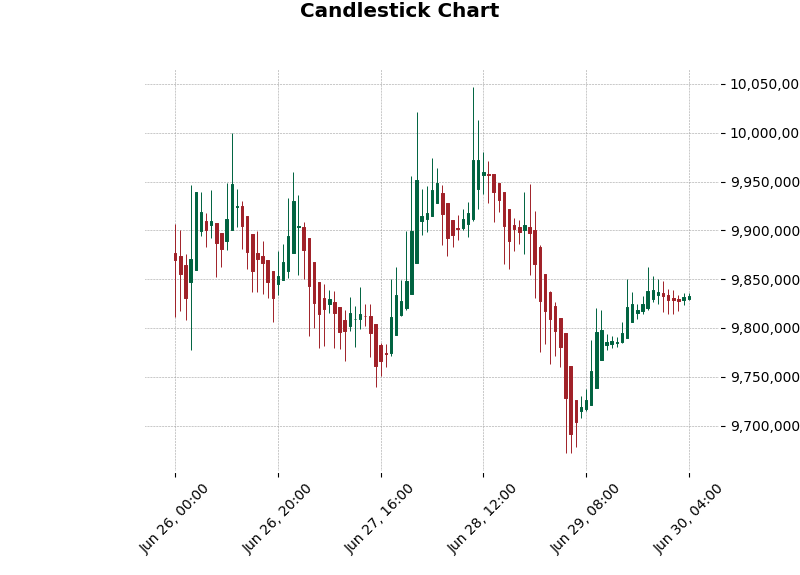 Candlestick Chart
10,050,00
10,000,00
9,950,000
9,900,000
9,850,000
9,800,000
9,750,000
9,700,000
Jun 26, 00:00
Jun 26, 20:00
Jun 27, 16:00
Jun 28, 12:00
Jun 29, 08:00
Jun 30, 04:00